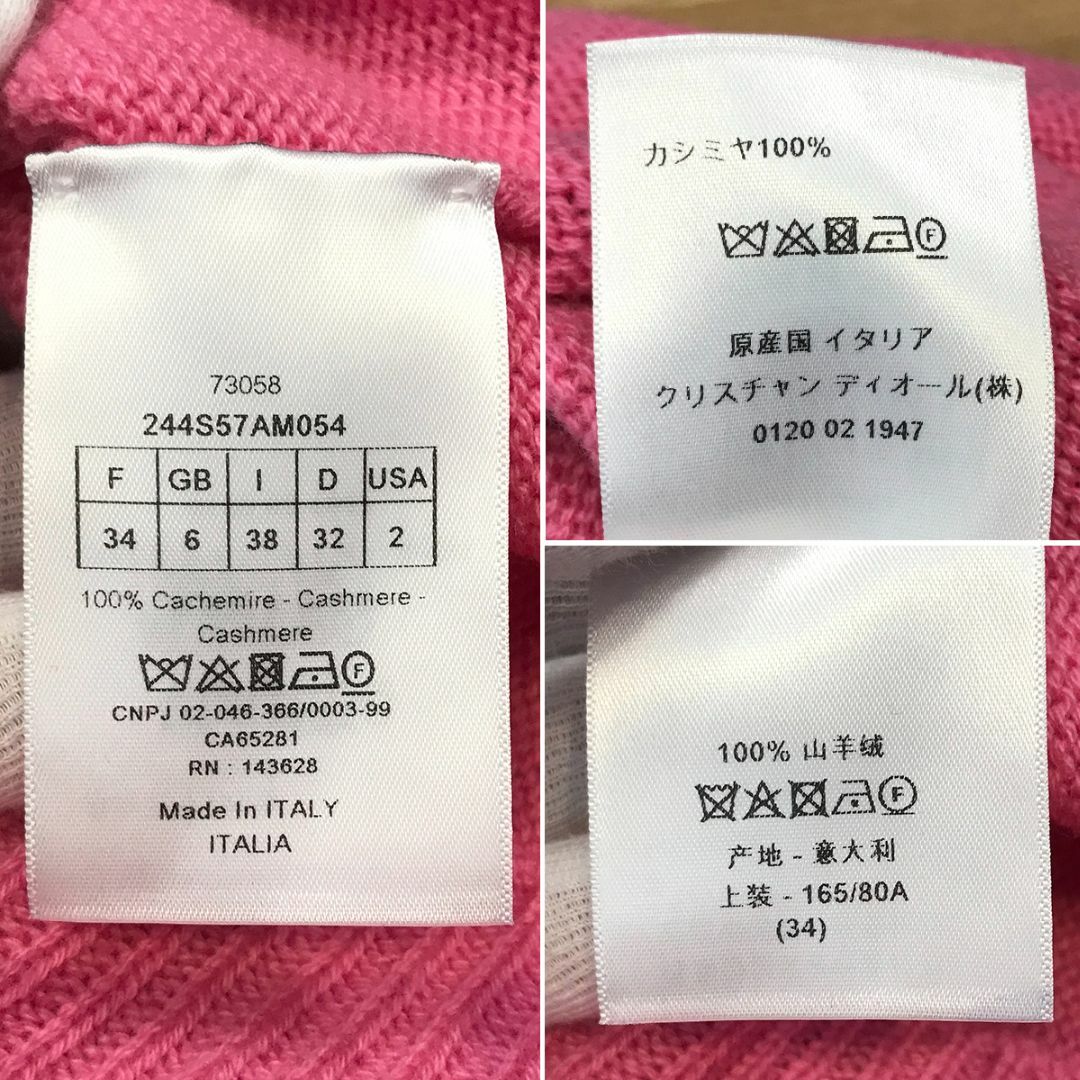 73058
244S57AM054
F GB I D USA
34 6 38 32 2
100% Cachemire - Cashmere -
Cashmere
F
CNPJ 02-046-366/0003-99
CA65281
RN : 143628
Made In ITALY
ITALIA
カシミヤ100%
F
原産国 イタリア
クリスチャン ディオール(株)
0120 02 1947
100% 山羊绒
F
产地 - 意大利
上装 - 165/80A
(34)